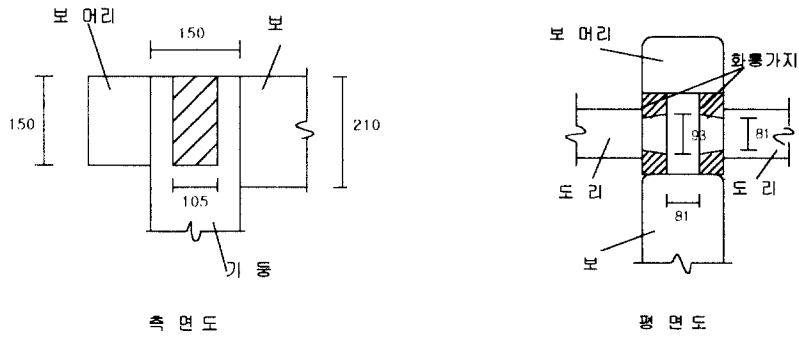 보 머리
150
보
150
210
105
기 둥
측 면 도
보 머리
화통가지
93
81
도 리
도 리
81
보
평 면 도